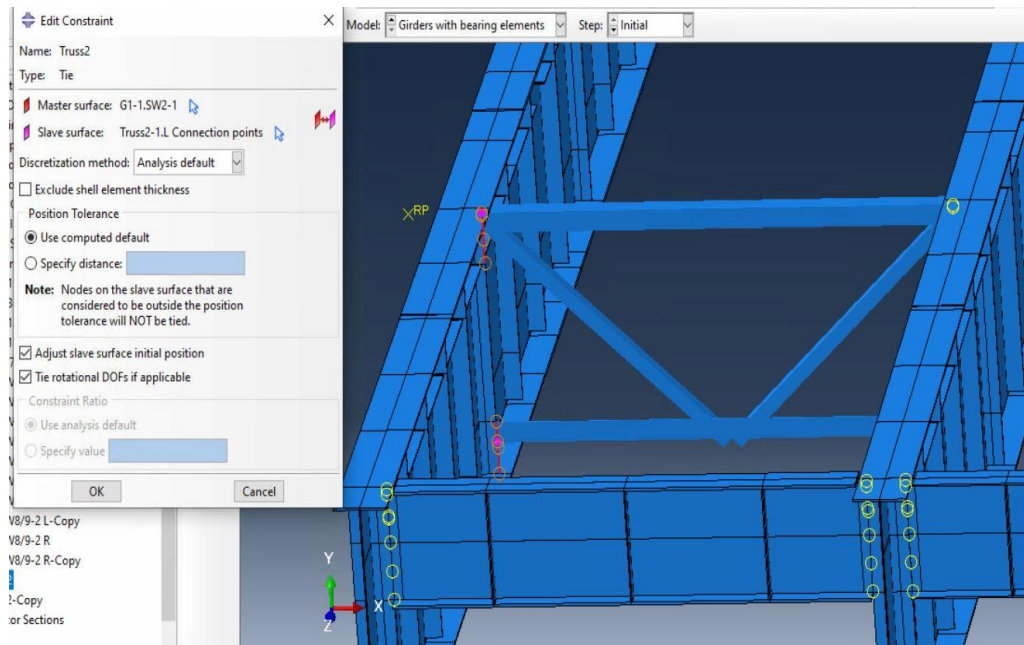 Edit Constraint
Model: Girders with bearing elements Step: Initial
Name: Truss2
Type: Tie
Master surface: G1-1.SW2-1
Slave surface: Truss2-1.L Connection points
Discretization method: Analysis default
Exclude shell element thickness
Position Tolerance
Use computed default
Specify distance:
Note: Nodes on the slave surface that are
considered to be outside the position
tolerance will NOT be tied.
Adjust slave surface initial position
Tie rotational DOFs if applicable
Constraint Ratio
Use analysis default
Specify value
OK Cancel
RP
V8/9-2 L-Copy
V8/9-2 R
V8/9-2 R-Copy
2-Copy
or Sections
Y
X
Z